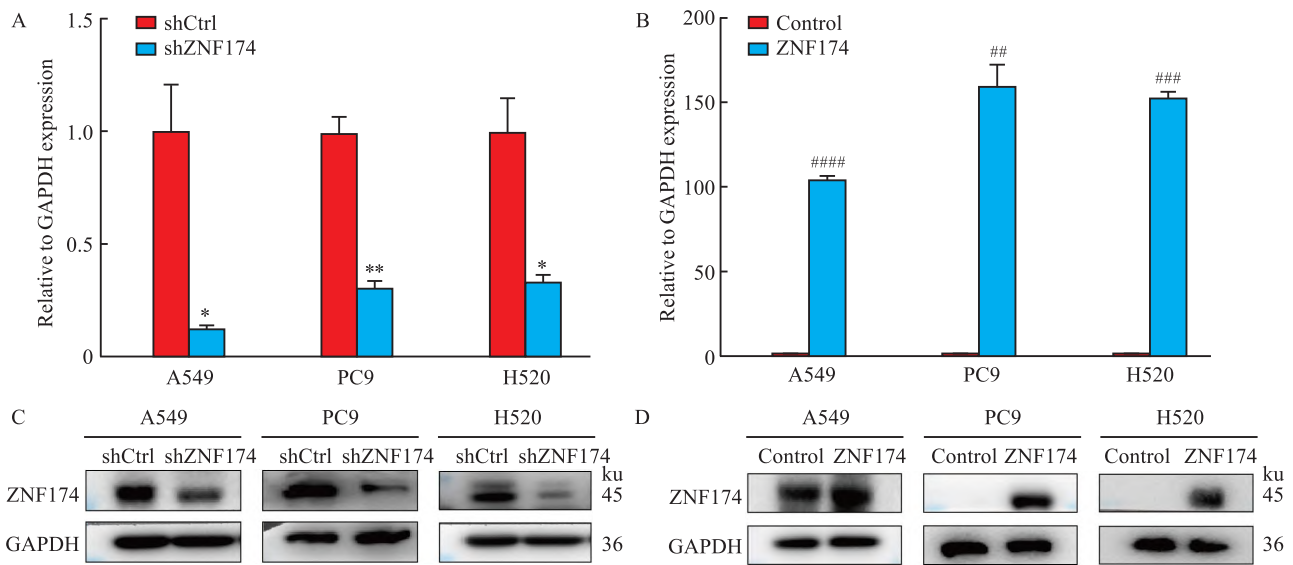 A
1.5
shCtrl
shZNF174
Relative to GAPDH expression
1.0
0.5
0
*
**
*
A549
PC9
H520
B
200
Control
ZNF174
Relative to GAPDH expression
150
100
50
0
####
##
###
A549
PC9
H520
C
A549
PC9
H520
shCtrl shZNF174
shCtrl shZNF174
shCtrl shZNF174
ku
ZNF174
45
GAPDH
36
D
A549
PC9
H520
Control ZNF174
Control ZNF174
Control ZNF174
ku
ZNF174
45
GAPDH
36